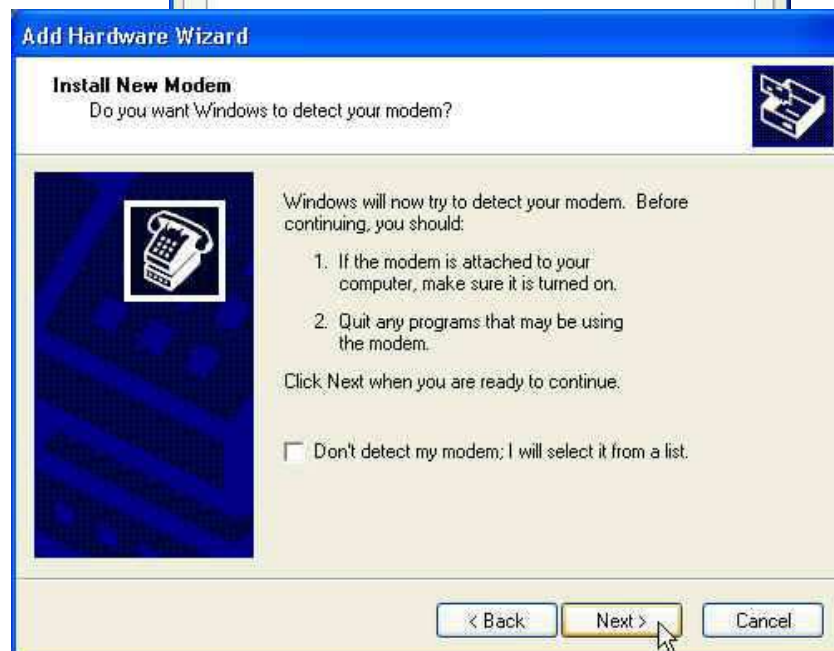 Add Hardware Wizard
Install New Modem
Do you want Windows to detect your modem?
Windows will now try to detect your modem. Before
continuing, you should:
1. If the modem is attached to your
computer, make sure it is turned on.
2. Quit any programs that may be using
the modem.
Click Next when you are ready to continue.
Don't detect my modem; I will select it from a list.
< Back Next > Cancel